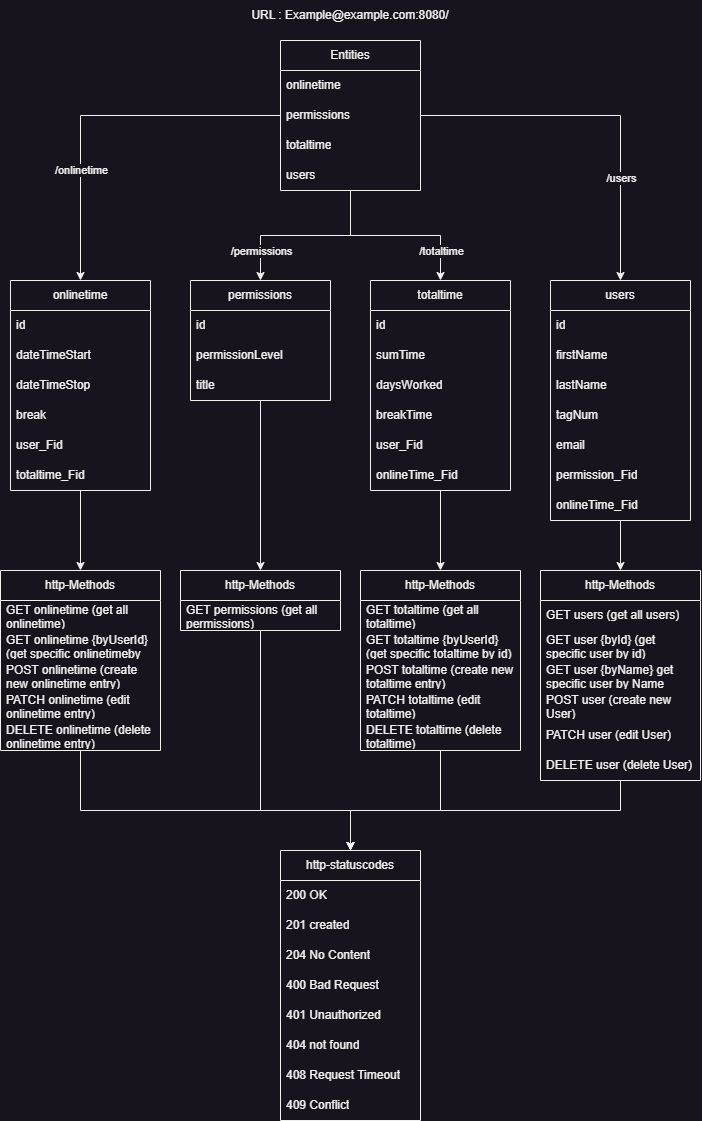 URL : Example@example.com:8080/
Entities
onlinetime
permissions
totaltime
users
/onlinetime
/users
/permissions
/totaltime
onlinetime
id
dateTimeStart
dateTimeStop
break
user_Fid
totaltime_Fid
permissions
id
permissionLevel
title
totaltime
id
sumTime
daysWorked
breakTime
user_Fid
onlineTime_Fid
users
id
firstName
lastName
tagNum
email
permission_Fid
onlineTime_Fid
http-Methods
GET onlinetime (get all
onlinetime)
GET onlinetime {byUserId}
(get specific onlinetimeby
POST onlinetime (create
new onlinetime entry)
PATCH onlinetime (edit
onlinetime entry)
DELETE onlinetime (delete
onlinetime entry)
http-Methods
GET permissions (get all
permissions)
http-Methods
GET totaltime (get all
totaltime)
GET totaltime {byUserId}
(get specific totaltime by id)
POST totaltime (create new
totaltime entry)
PATCH totaltime (edit
totaltime)
DELETE totaltime (delete
totaltime)
http-Methods
GET users (get all users)
GET user {byId} (get
specific user by id)
GET user {byName} get
specific user by Name
POST user (create new
User)
PATCH user (edit User)
DELETE user (delete User)
http-statuscodes
200 OK
201 created
204 No Content
400 Bad Request
401 Unauthorized
404 not found
408 Request Timeout
409 Conflict